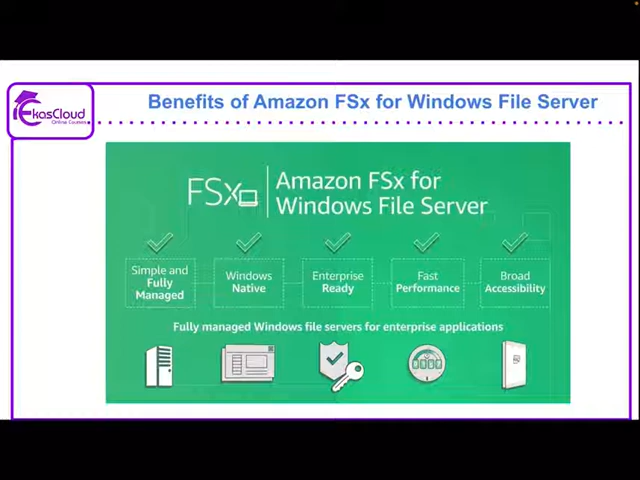 EkasCloud
Online Courses
Benefits of Amazon FSx for Windows File Server
FSx
Amazon FSx for
Windows File Server
Simple and
Fully
Managed
Windows
Native
Enterprise
Ready
Fast
Performance
Broad
Accessibility
Fully managed Windows file servers for enterprise applications